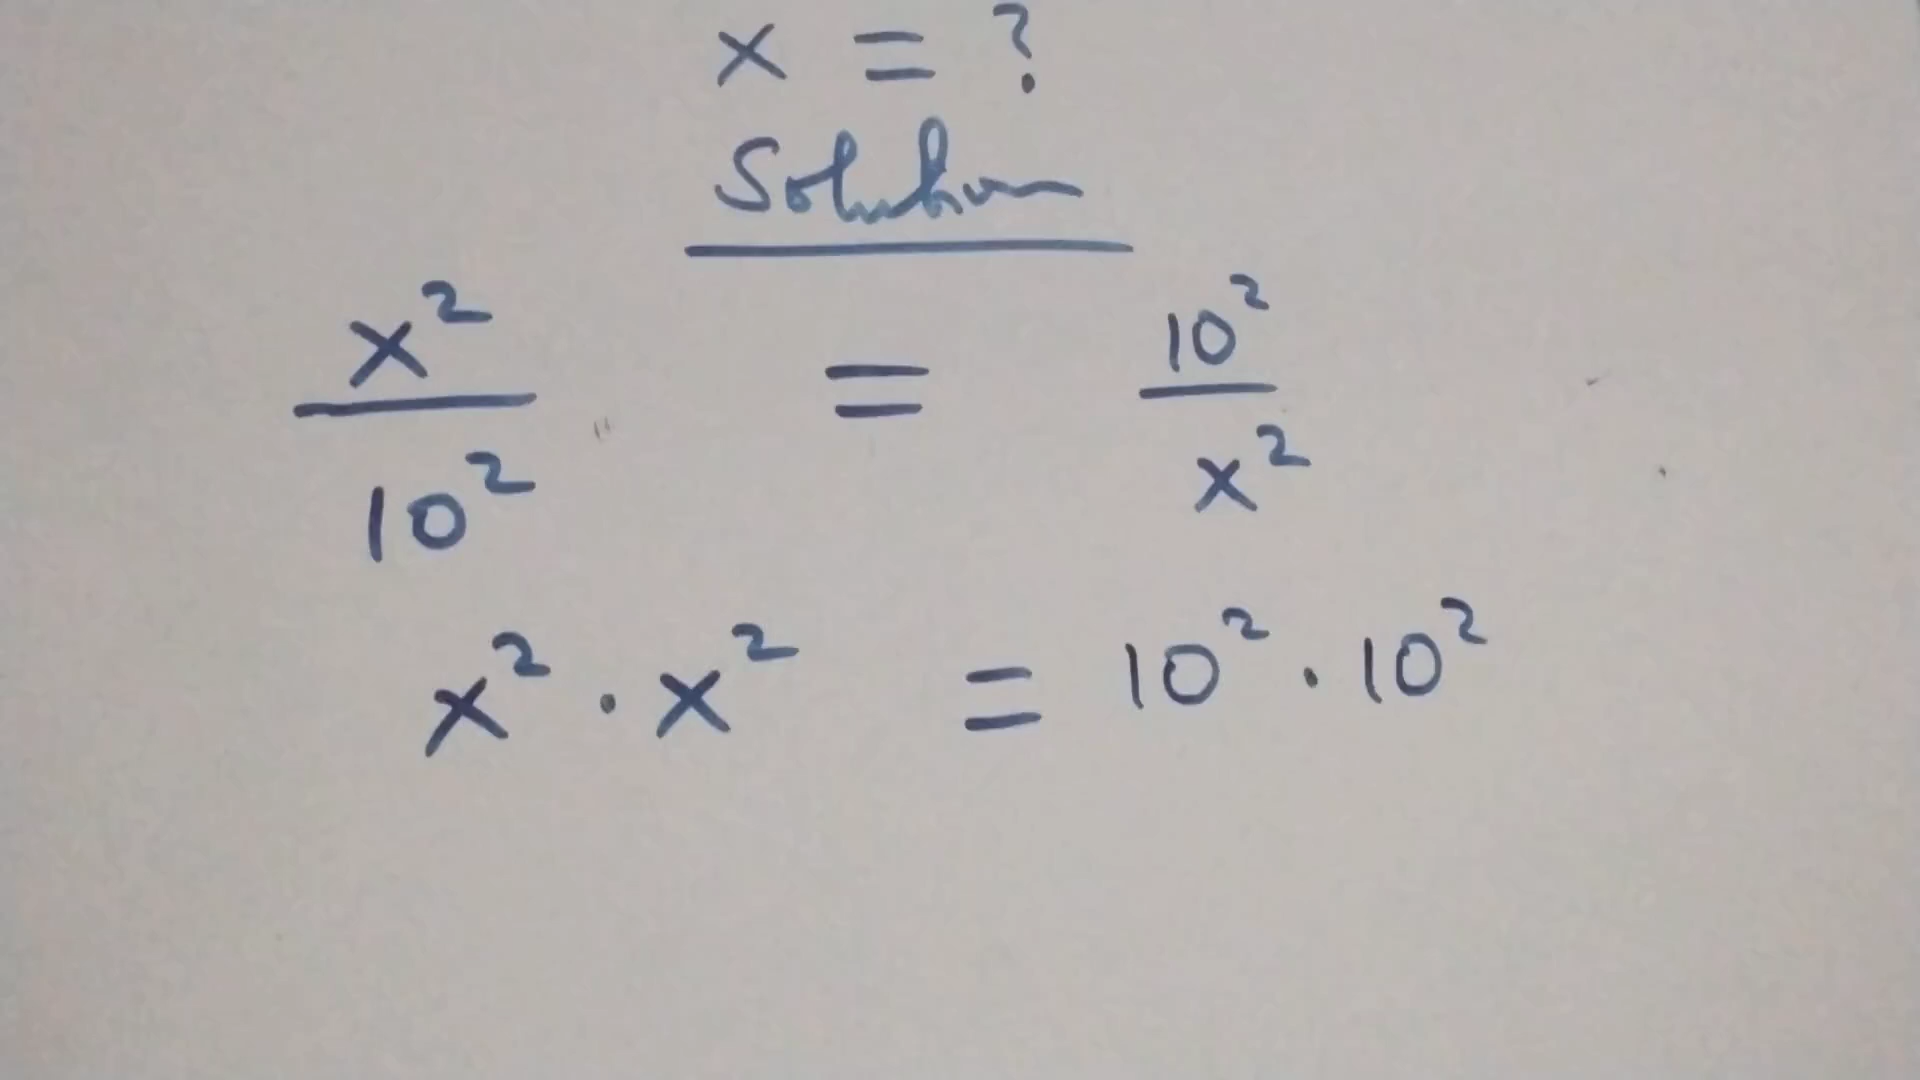 x = ?
Solution
x²/10² = 10²/x²
x² · x² = 10² · 10²